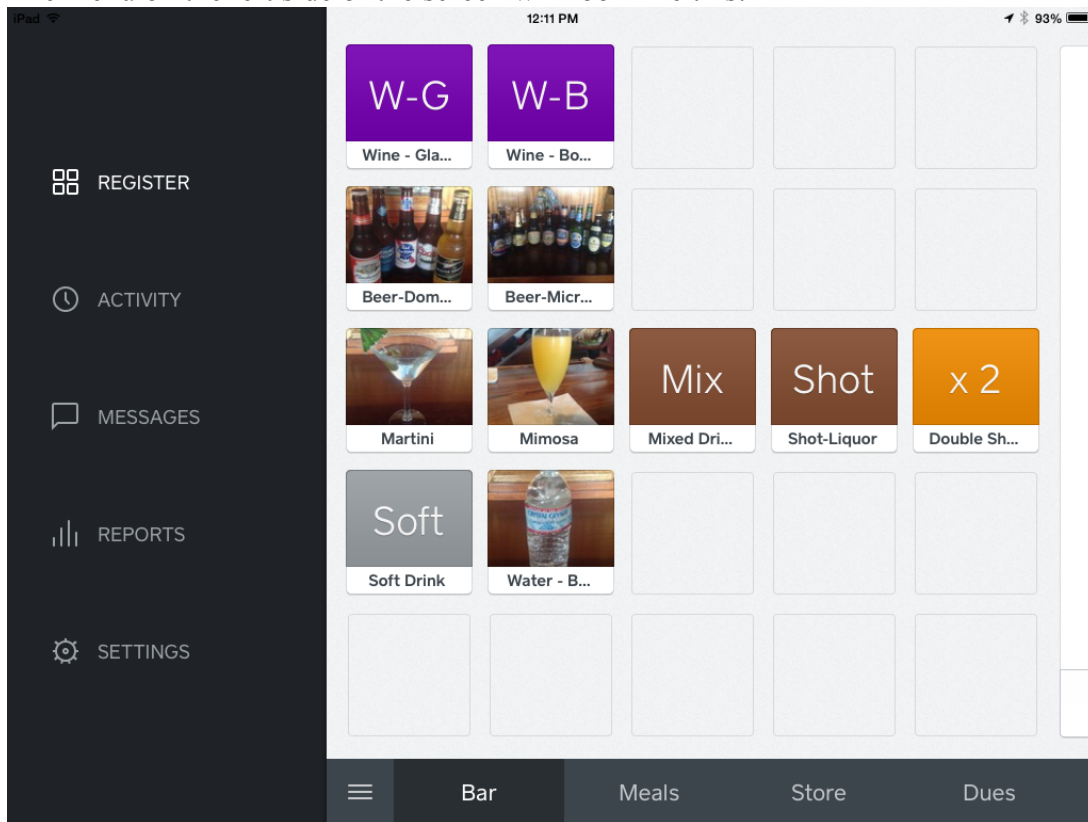 iPad 12:11 PM 93%
W-G W-B
Wine - Gla... Wine - Bo...
REGISTER
Beer-Dom... Beer-Micr...
ACTIVITY
Mix Shot x 2
MESSAGES
Martini Mimosa Mixed Dri... Shot-Liquor Double Sh...
Soft
REPORTS
Soft Drink Water - B...
SETTINGS
Bar Meals Store Dues